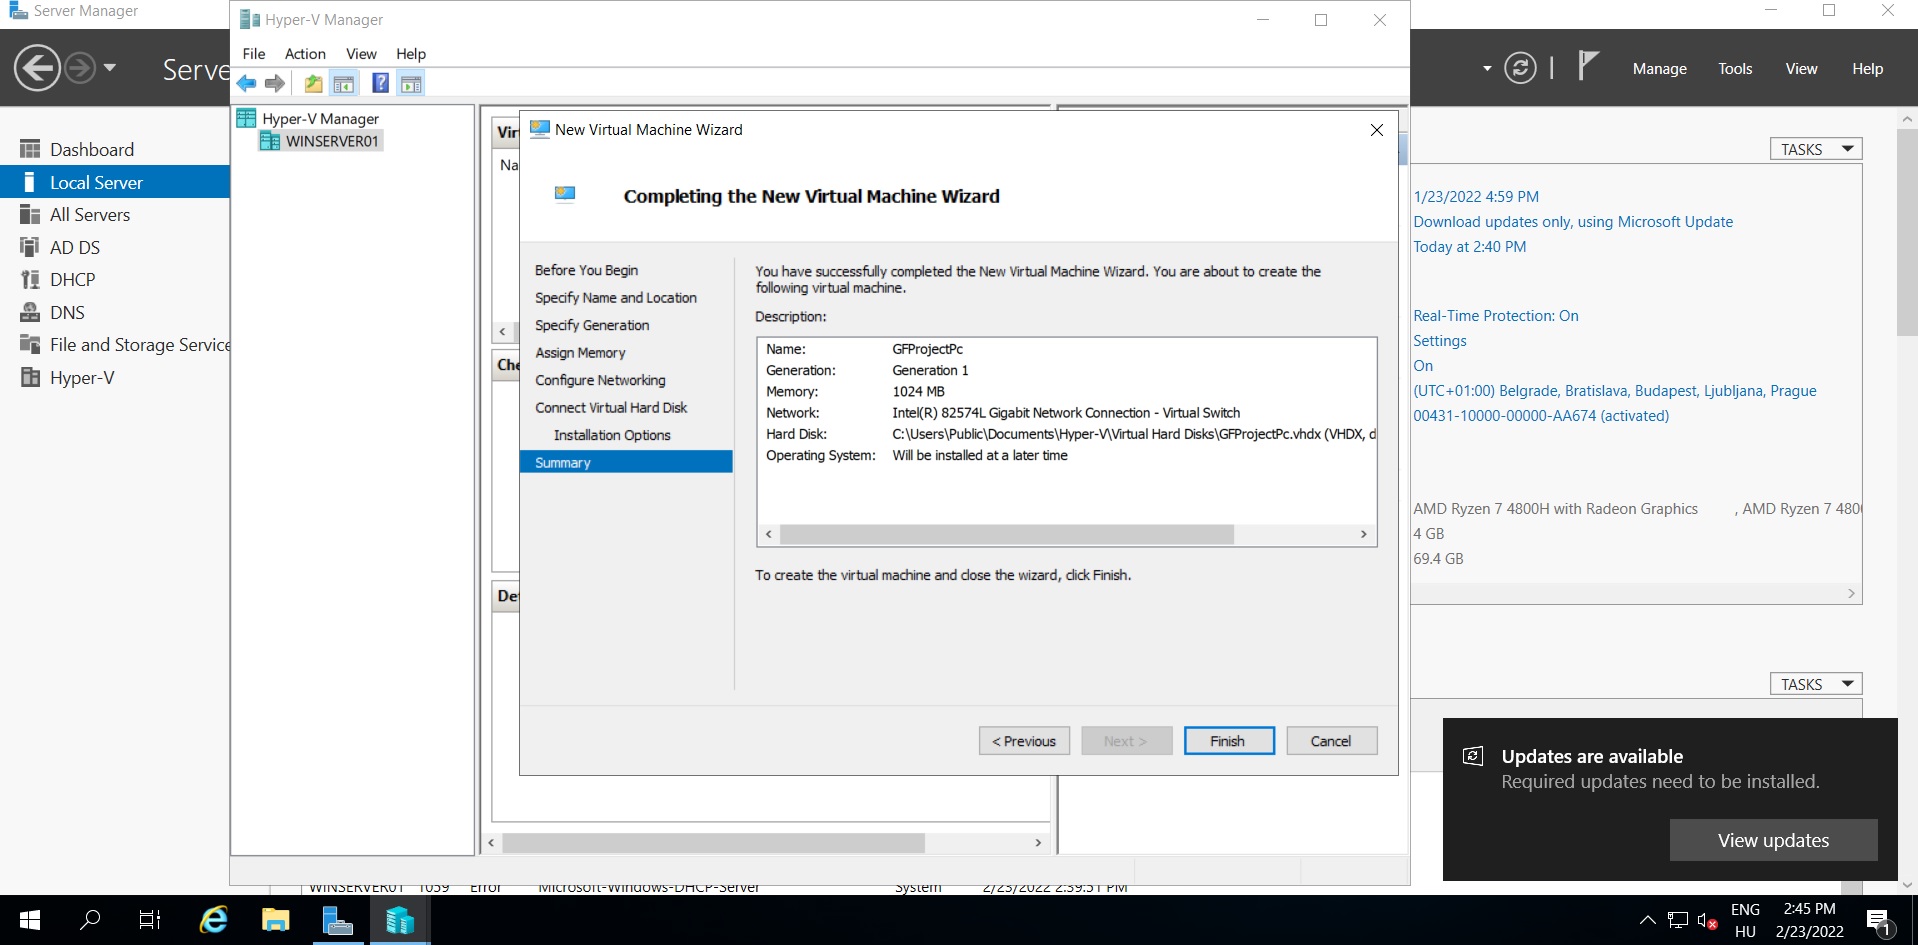 Server Manager
Hyper-V Manager
File Action View Help
Manage Tools View Help
Hyper-V Manager
WINSERVER01
Dashboard
Local Server
All Servers
AD DS
DHCP
DNS
File and Storage Service
Hyper-V
New Virtual Machine Wizard
Completing the New Virtual Machine Wizard
Before You Begin
Specify Name and Location
Specify Generation
Assign Memory
Configure Networking
Connect Virtual Hard Disk
Installation Options
Summary
You have successfully completed the New Virtual Machine Wizard. You are about to create the
following virtual machine.
Description:
Name: GFProjectPc
Generation: Generation 1
Memory: 1024 MB
Network: Intel(R) 82574L Gigabit Network Connection - Virtual Switch
Hard Disk: C:\Users\Public\Documents\Hyper-V\Virtual Hard Disks\GFProjectPc.vhdx (VHDX, d
Operating System: Will be installed at a later time
To create the virtual machine and close the wizard, click Finish.
< Previous Next > Finish Cancel
TASKS
1/23/2022 4:59 PM
Download updates only, using Microsoft Update
Today at 2:40 PM
Real-Time Protection: On
Settings
On
(UTC+01:00) Belgrade, Bratislava, Budapest, Ljubljana, Prague
00431-10000-00000-AA674 (activated)
AMD Ryzen 7 4800H with Radeon Graphics , AMD Ryzen 7 480
4 GB
69.4 GB
TASKS
Updates are available
Required updates need to be installed.
View updates
WINSERVER01 1059 Error Microsoft-Windows-DHCP-Server System 2/23/2022 2:39:51 PM
ENG
HU
2:45 PM
2/23/2022
1